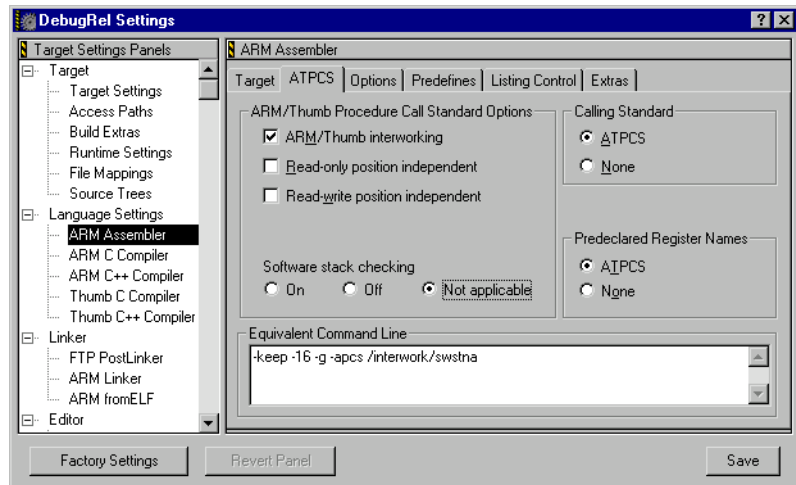 DebugRel Settings
Target Settings Panels
Target
Target Settings
Access Paths
Build Extras
Runtime Settings
File Mappings
Source Trees
Language Settings
ARM Assembler
ARM C Compiler
ARM C++ Compiler
Thumb C Compiler
Thumb C++ Compiler
Linker
FTP PostLinker
ARM Linker
ARM fromELF
Editor
ARM Assembler
Target ATPCS Options Predefines Listing Control Extras
ARM/Thumb Procedure Call Standard Options
ARM/Thumb interworking
Read-only position independent
Read-write position independent
Software stack checking
On Off Not applicable
Calling Standard
ATPCS
None
Predeclared Register Names
ATPCS
None
Equivalent Command Line
-keep -16 -g -apcs /interwork/swstna
Factory Settings Revert Panel Save